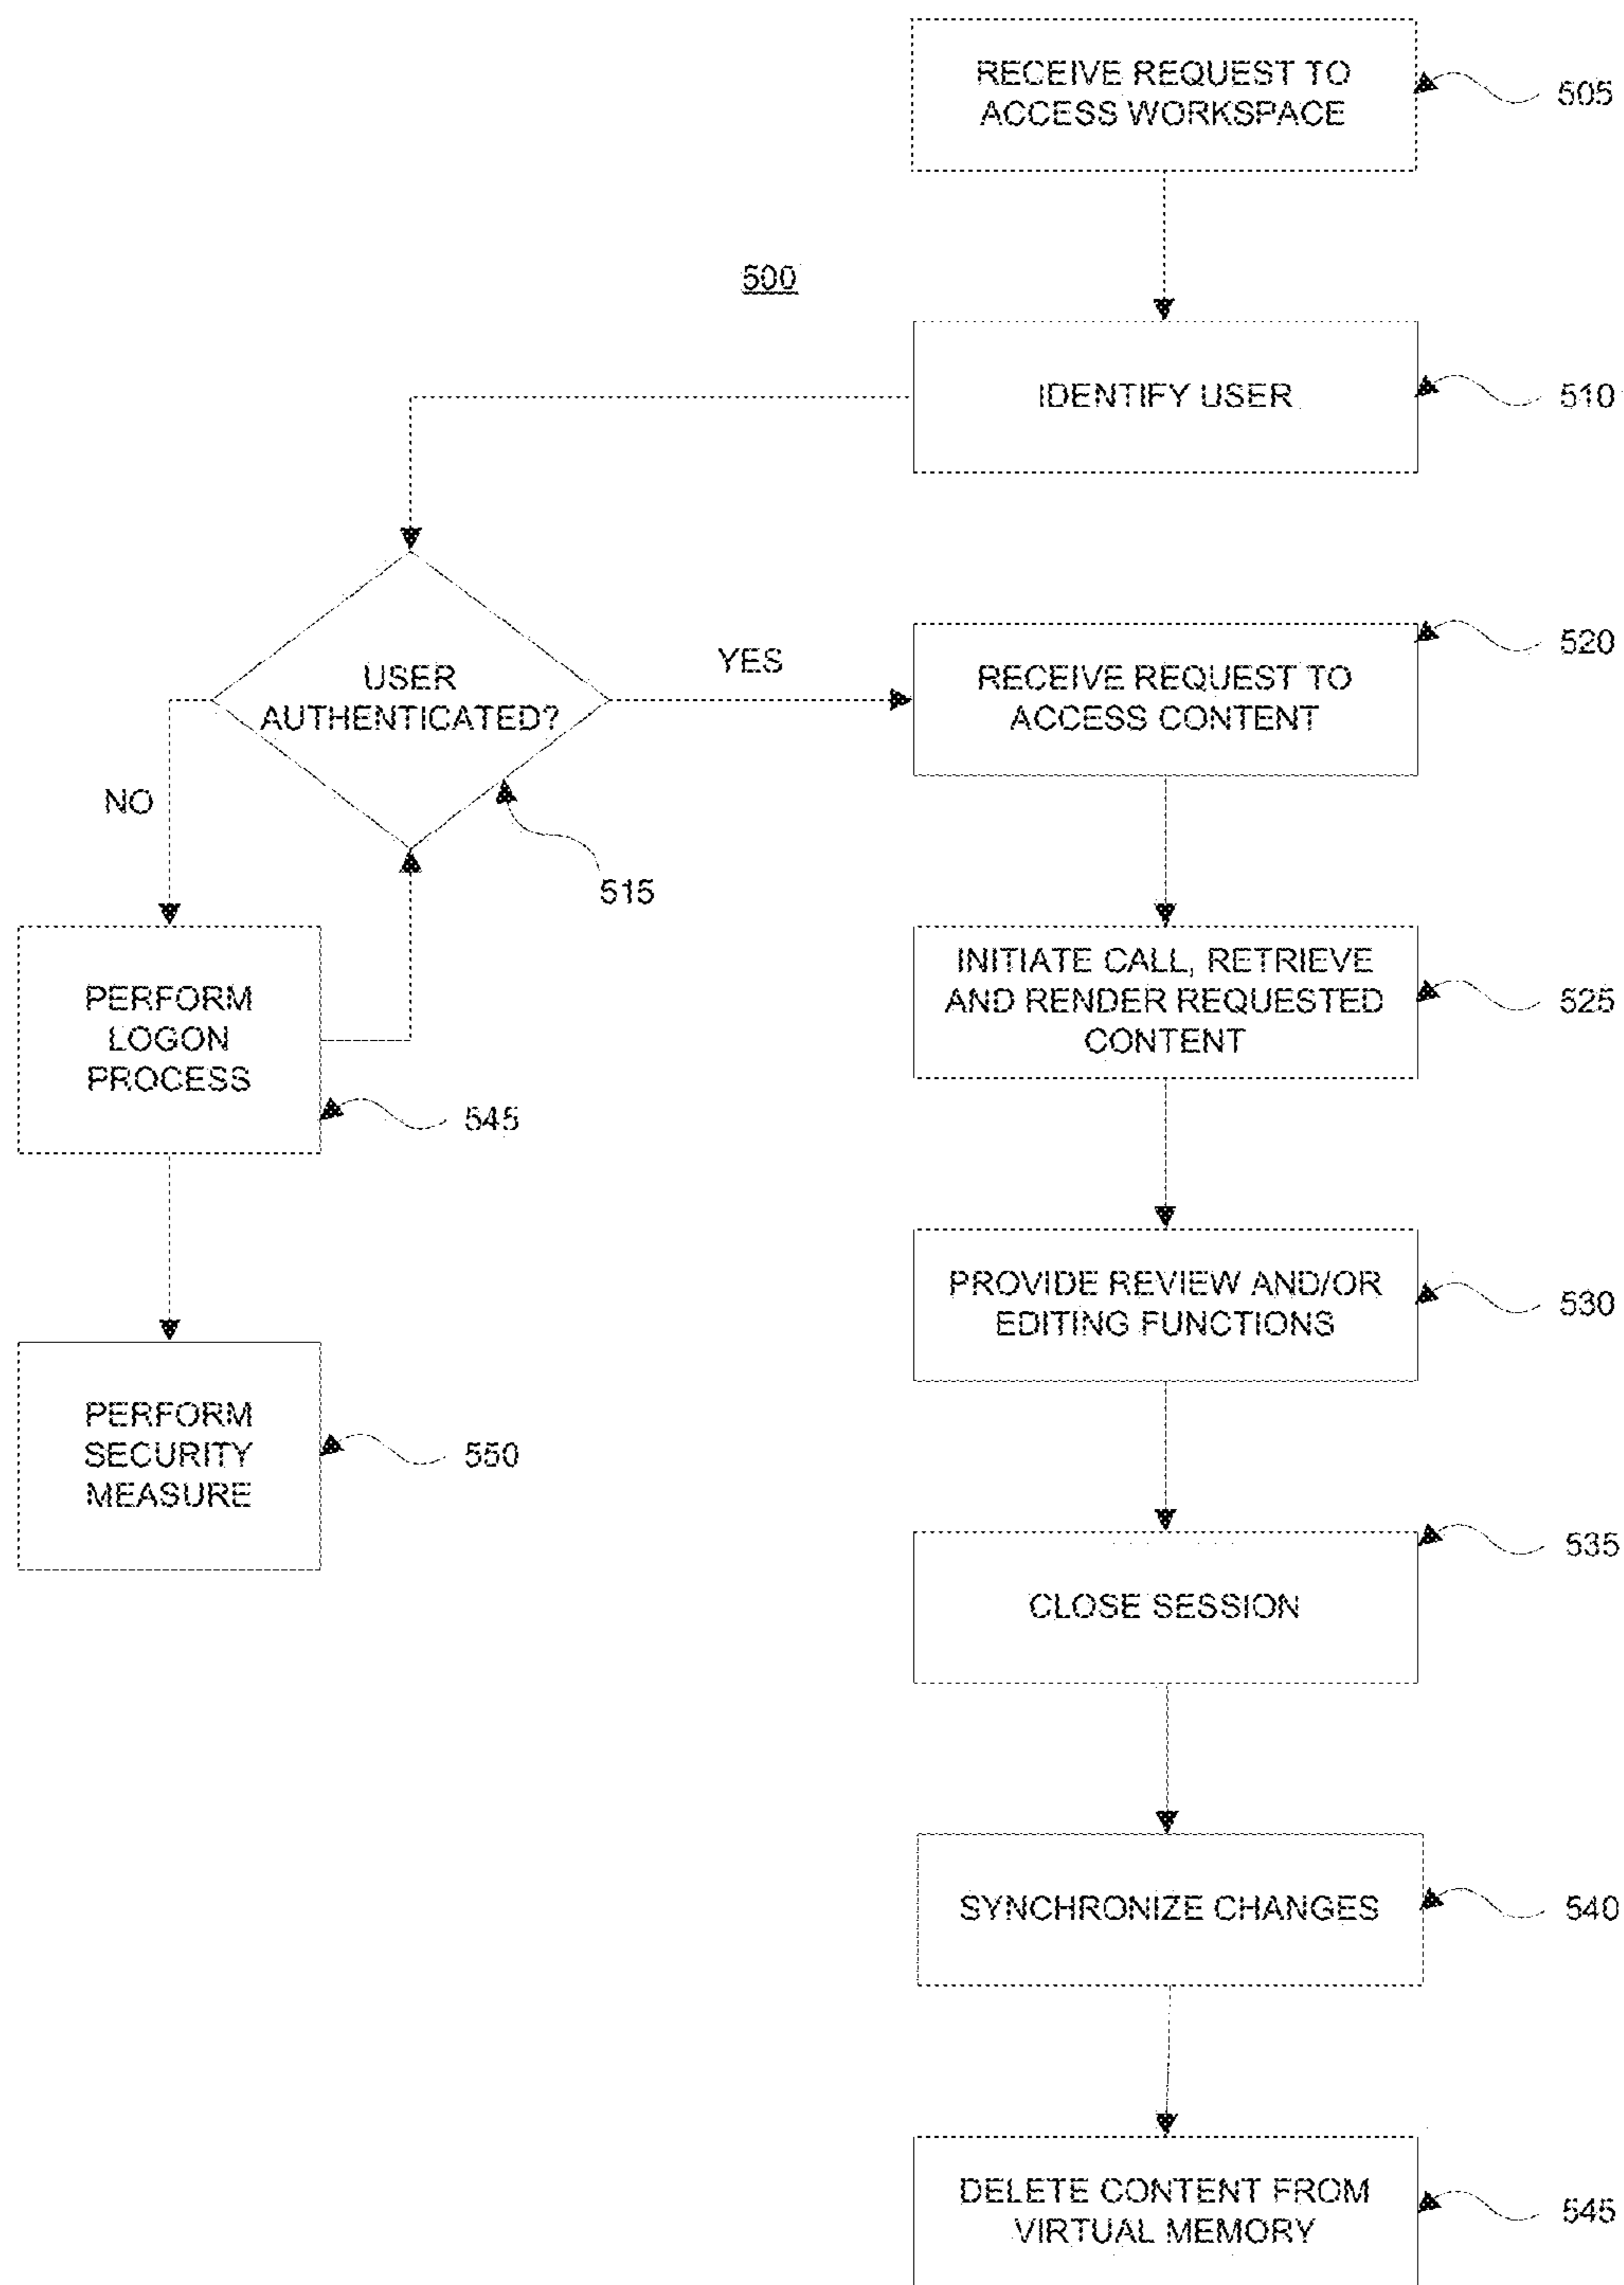 RECEIVE REQUEST TO
ACCESS WORKSPACE
505
500
IDENTIFY USER
510
USER
AUTHENTICATED?
515
YES
NO
RECEIVE REQUEST TO
ACCESS CONTENT
520
INITIATE CALL, RETRIEVE
AND RENDER REQUESTED
CONTENT
525
PERFORM
LOGON
PROCESS
545
PROVIDE REVIEW AND/OR
EDITING FUNCTIONS
530
PERFORM
SECURITY
MEASURE
550
CLOSE SESSION
535
SYNCHRONIZE CHANGES
540
DELETE CONTENT FROM
VIRTUAL MEMORY
545